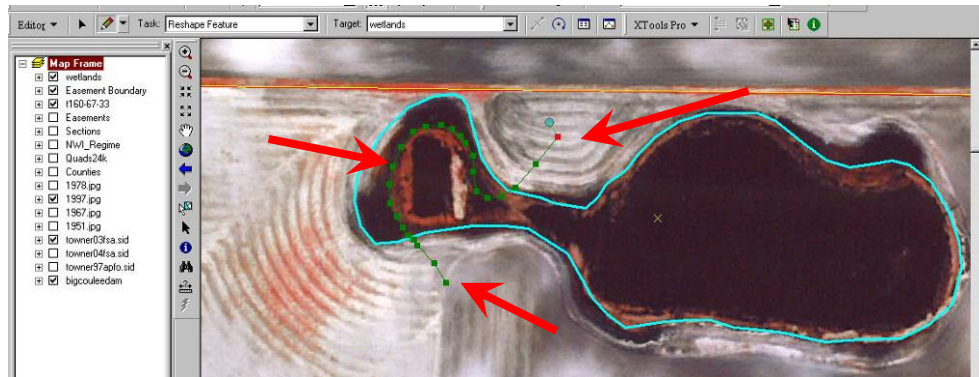 Editor Task: Reshape Feature Target: wetlands XTools Pro
Map Frame
wetlands
Easement Boundary
t160-67-33
Easements
Sections
NWI_Regime
Quads24k
Counties
1978.jpg
1997.jpg
1967.jpg
1951.jpg
towner03fsa.sid
towner04fsa.sid
towner97apfo.sid
bigcouleedam